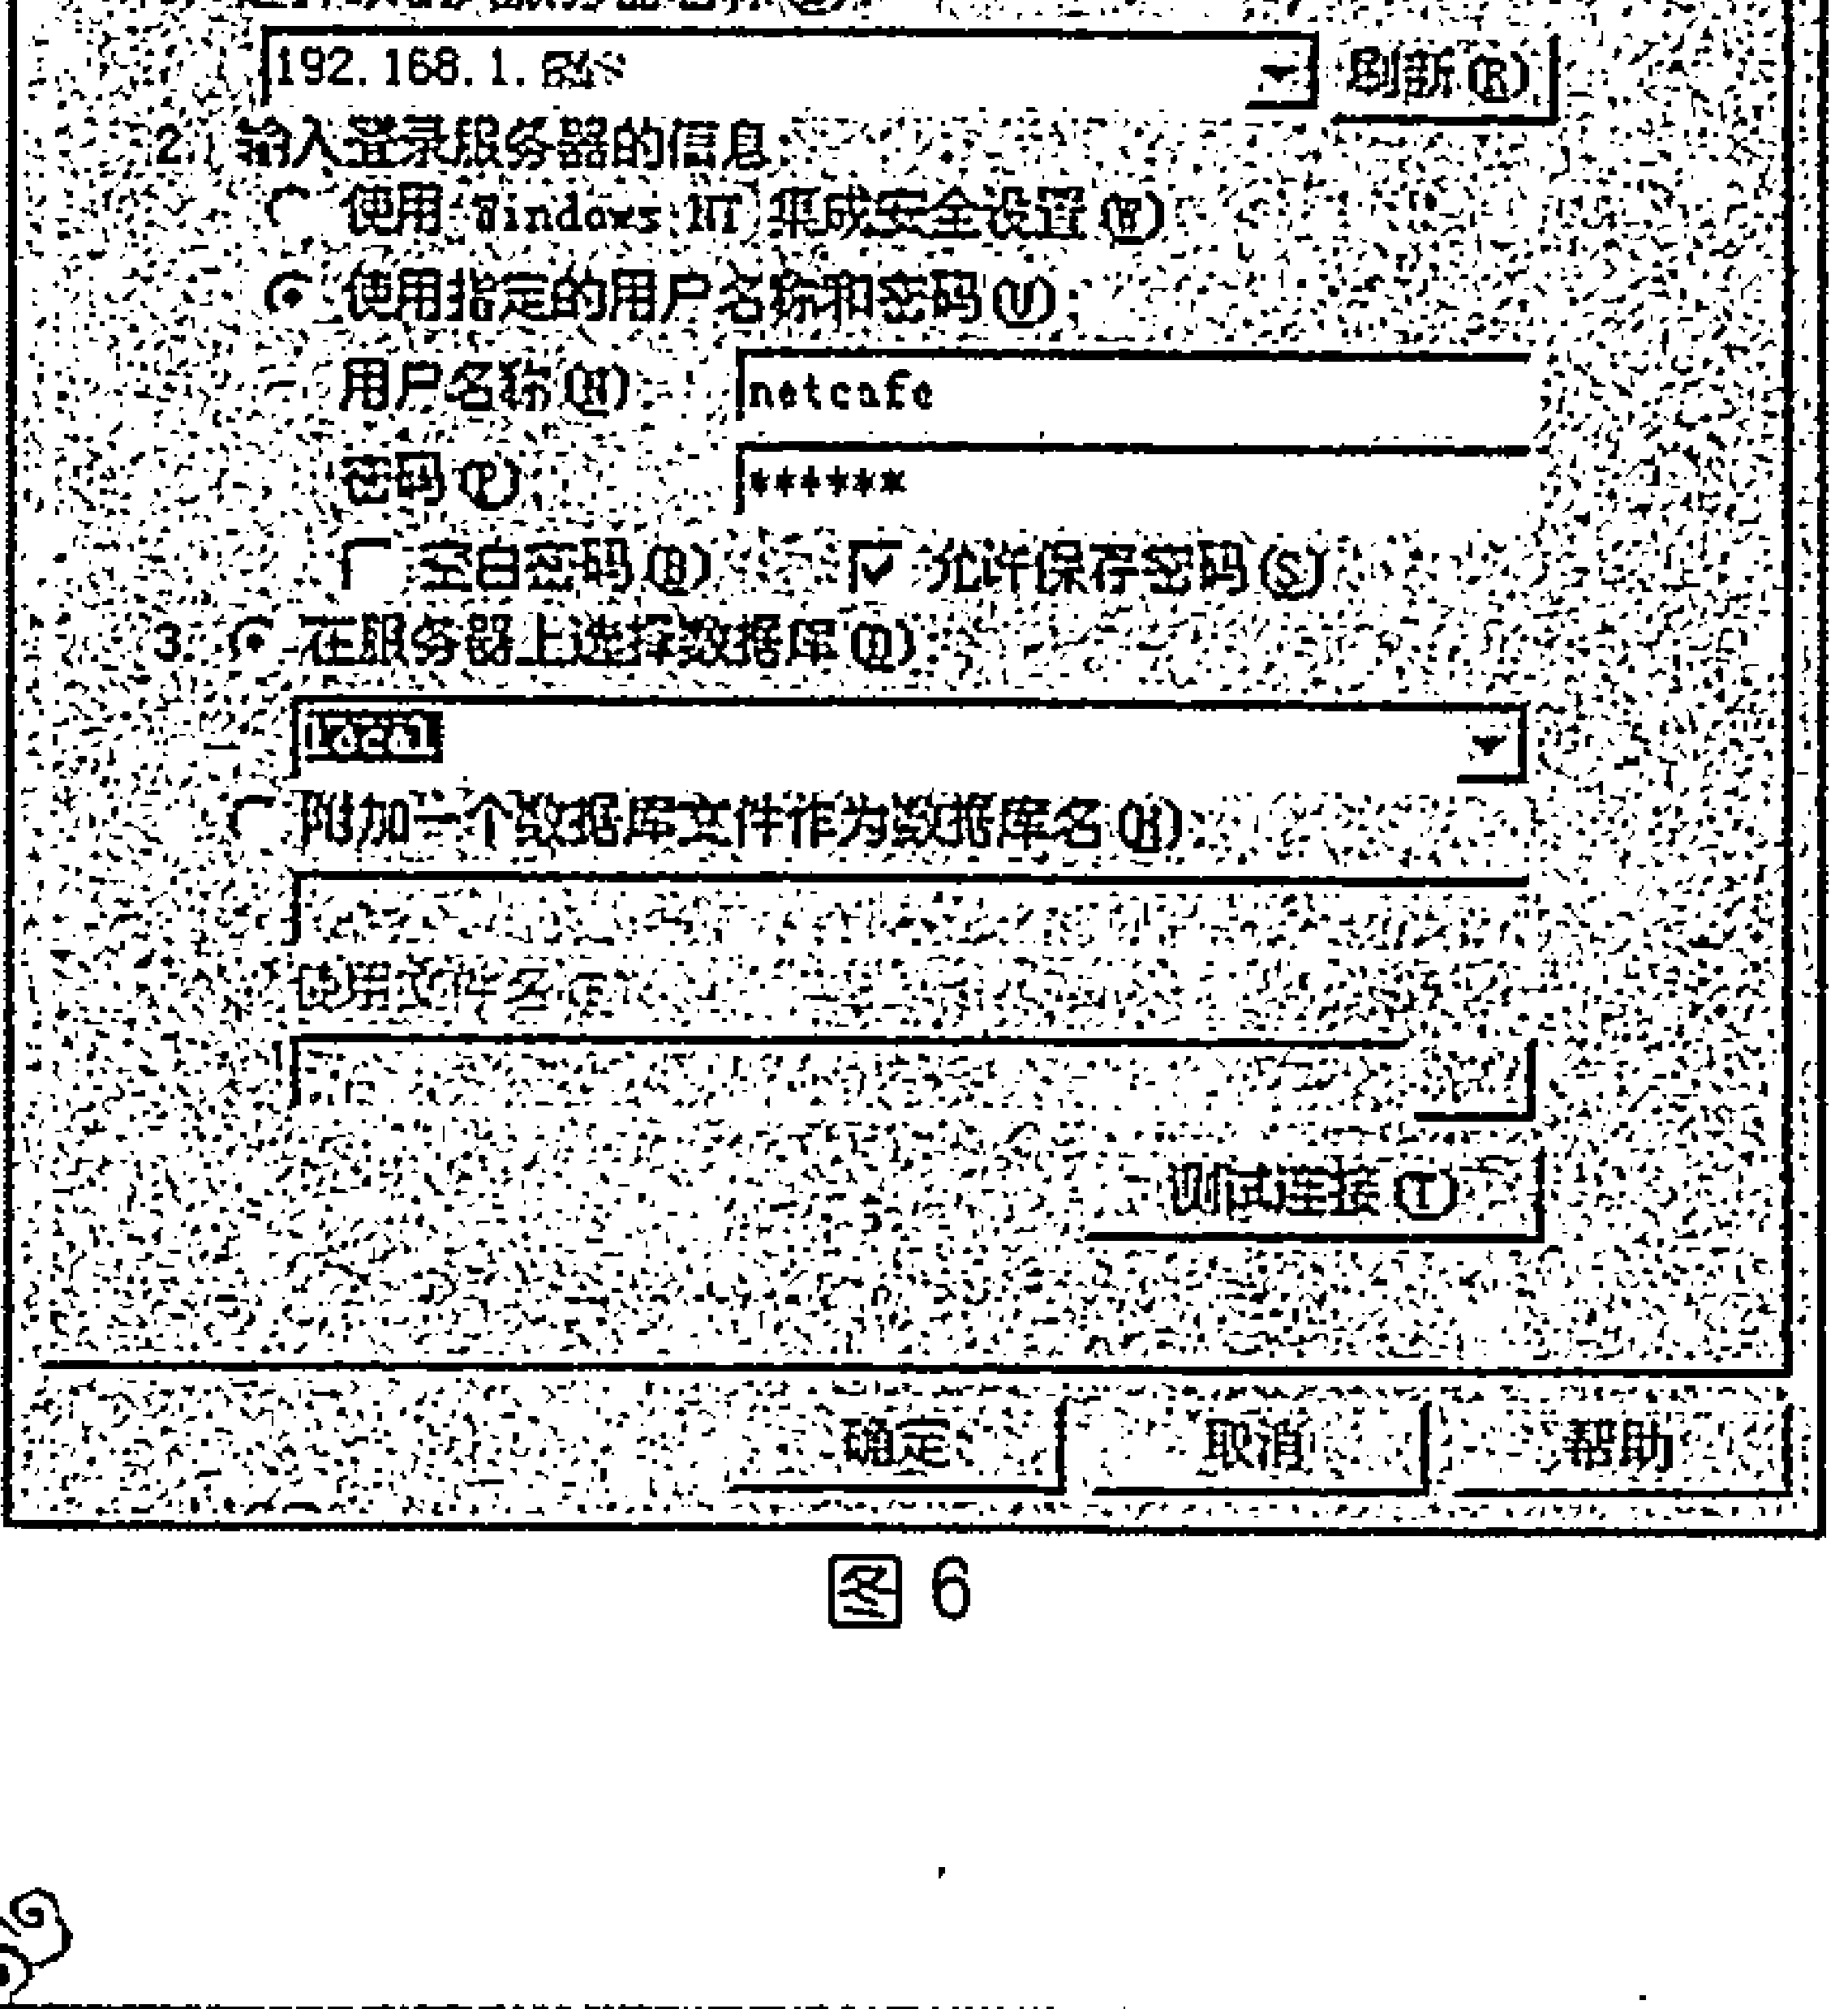 192.168.1.
刷新(R)
2. 输入登录服务器的信息:
使用 Windows NT 集成安全设置(W)
使用指定的用户名称和密码(U):
用户名称(N):
netcafe
密码(P):
******
空白密码(B)
允许保存密码(S)
3. 在服务器上选择数据库(D):
local
附加一个数据库文件作为数据库名(H):
使用文件名(F):
测试连接(T)
确定
取消
帮助
图 6